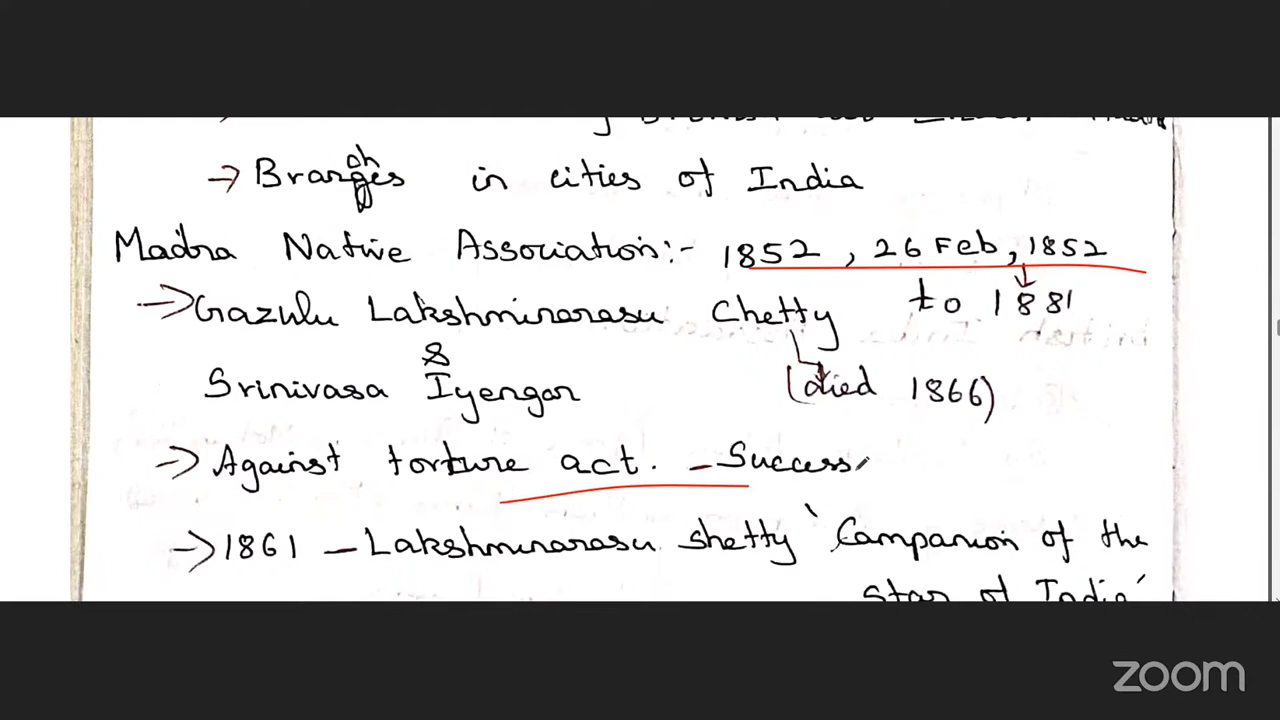 → Branches in cities of India
Madra Native Association:- 1852, 26 Feb, 1852
→ Gazulu Lakshminarasu Chetty to 1881
&
Srinivasa Iyengar (died 1866)
→ Against torture act. - Success
→ 1861 - Lakshminarasu shetty 'Companion of the
star of India'
zoom